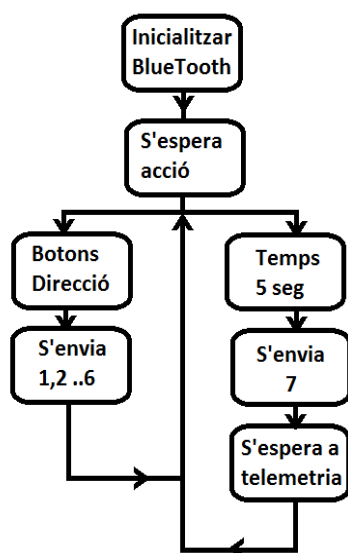 Inicialitzar
BlueTooth
S'espera
acció
Botons
Direcció
S'envia
1,2 ..6
Temps
5 seg
S'envia
7
S'espera a
telemetria